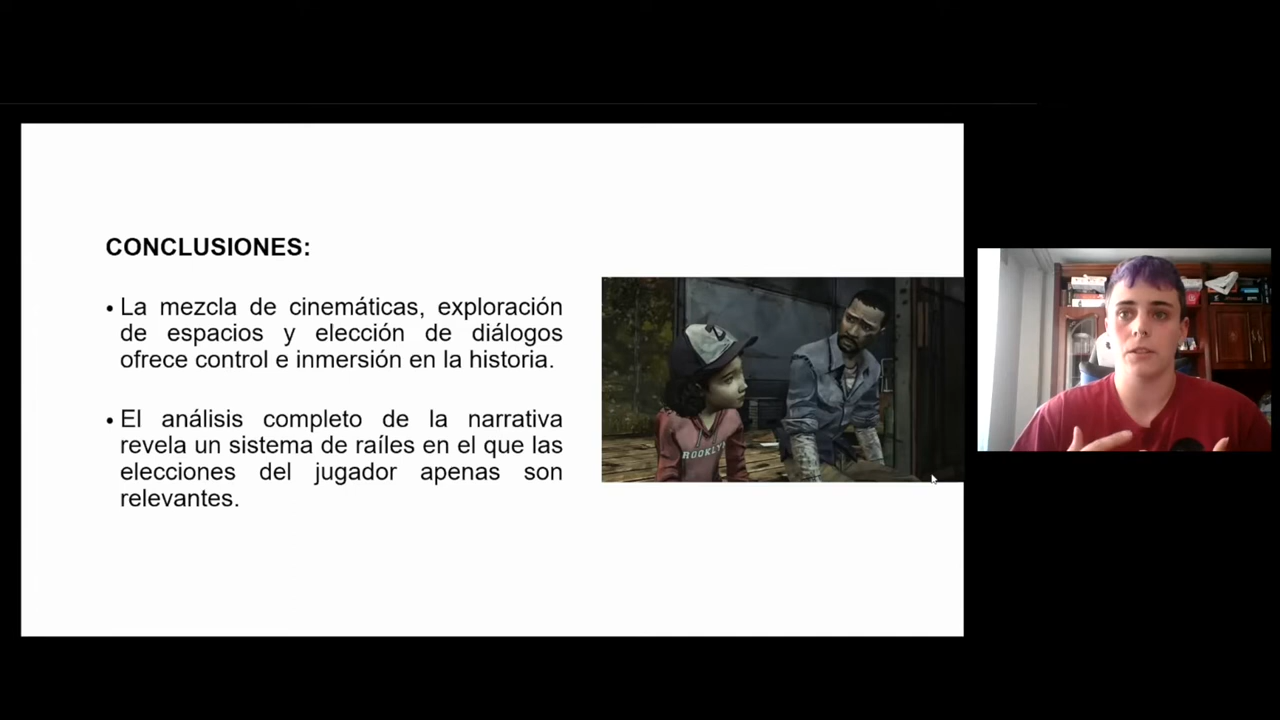 CONCLUSIONES:
• La mezcla de cinemáticas, exploración
de espacios y elección de diálogos
ofrece control e inmersión en la historia.
• El análisis completo de la narrativa
revela un sistema de raíles en el que las
elecciones del jugador apenas son
relevantes.
ROOKLY